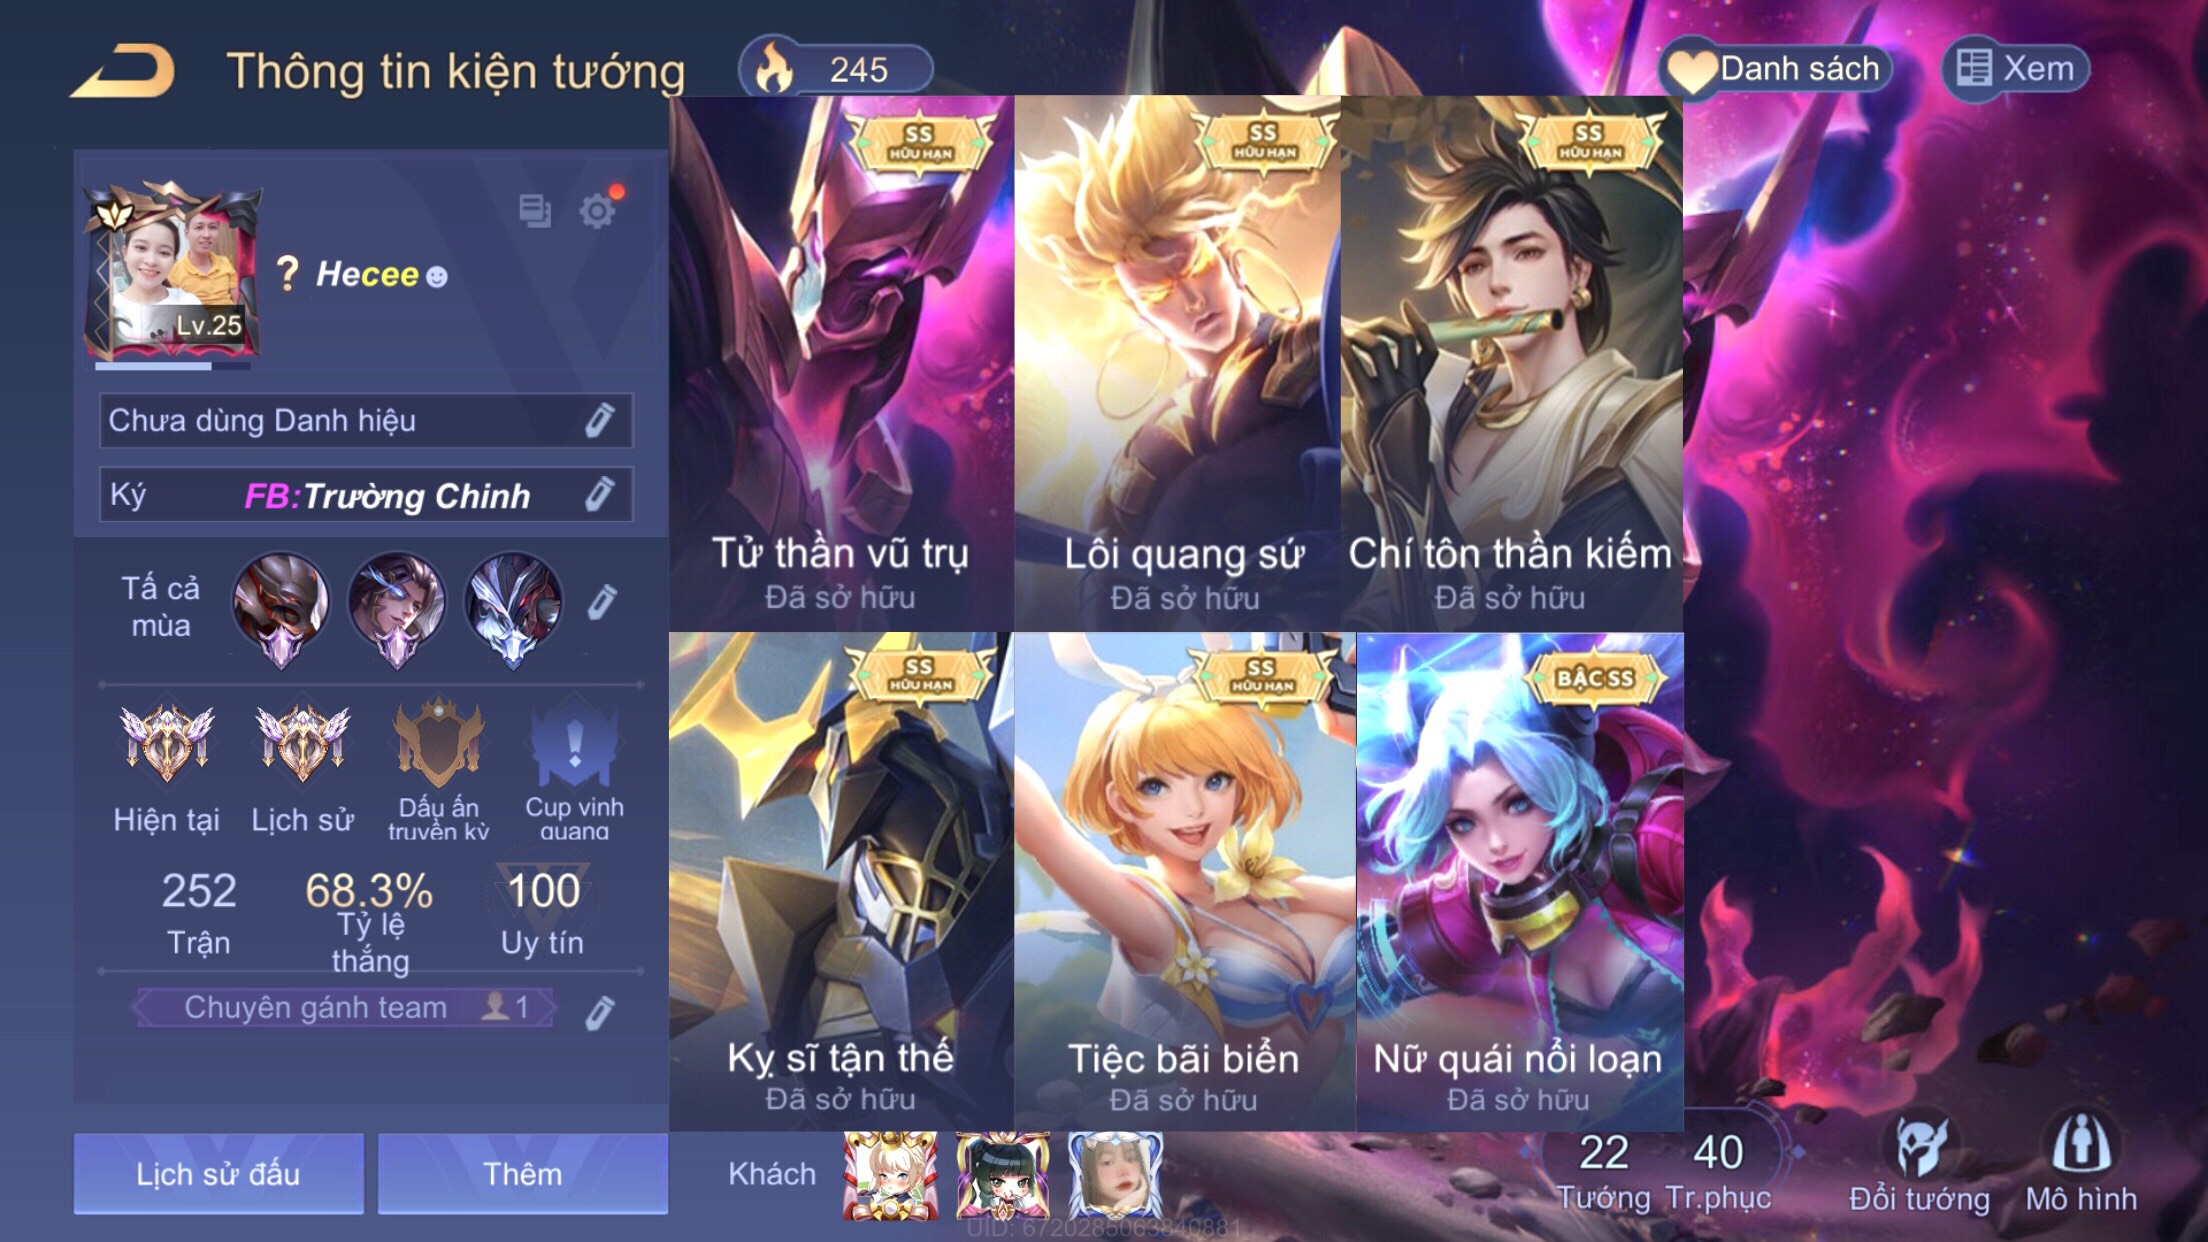 Thông tin kiện tướng
245
Danh sách
Xem
Hecee
Lv.25
Chưa dùng Danh hiệu
Ký
FB:Trường Chinh
Tấ cả
mùa
Hiện tại
Lịch sử
Dấu ấn
truyền kỳ
Cup vinh
quang
252
Trận
68.3%
Tỷ lệ
thắng
100
Uy tín
Chuyên gánh team
1
Lịch sử đấu
Thêm
SS
HỮU HẠN
Tử thần vũ trụ
Đã sở hữu
SS
HỮU HẠN
Lôi quang sứ
Đã sở hữu
SS
HỮU HẠN
Chí tôn thần kiếm
Đã sở hữu
SS
HỮU HẠN
Kỵ sĩ tận thế
Đã sở hữu
SS
HỮU HẠN
Tiệc bãi biển
Đã sở hữu
BẬC SS
Nữ quái nổi loạn
Đã sở hữu
Khách
22
Tướng
40
Tr.phục
Đổi tướng
Mô hình
UID: 6720285063840881